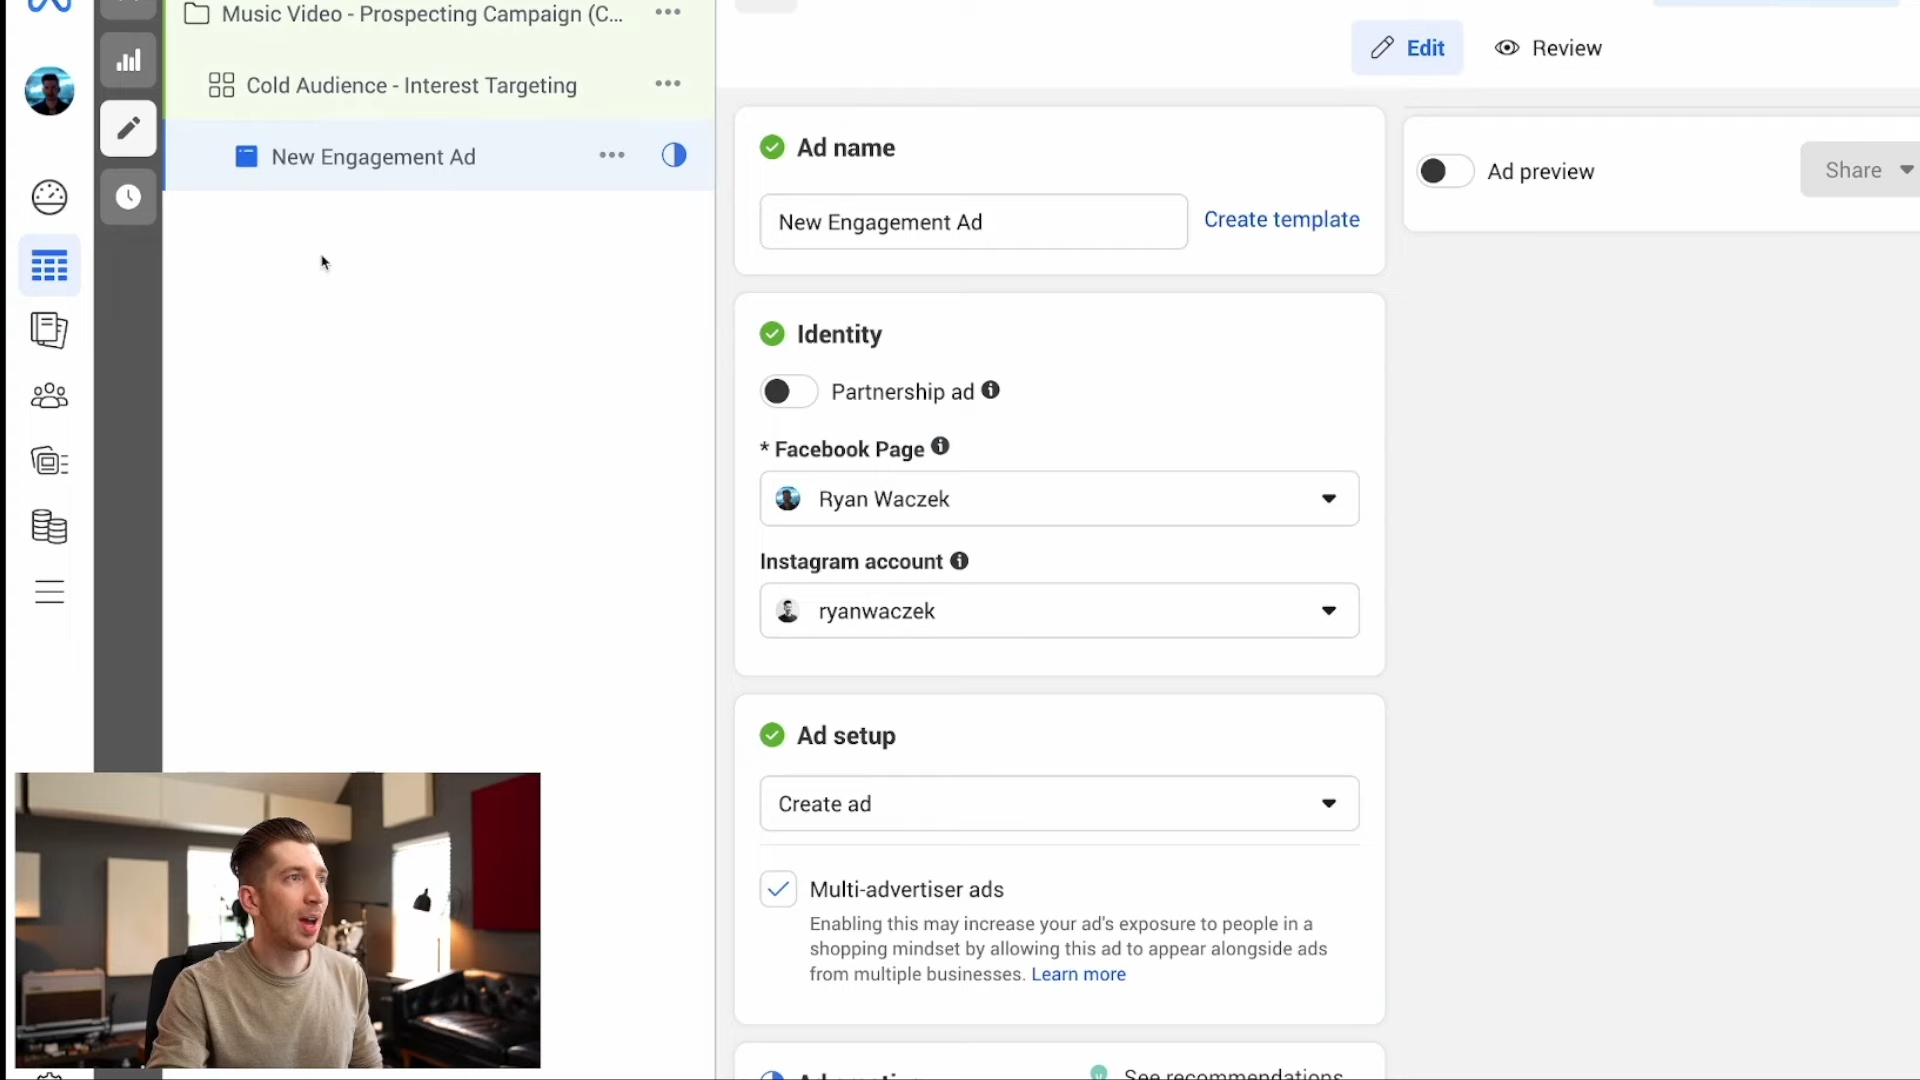 Music Video - Prospecting Campaign (C...
Cold Audience - Interest Targeting
New Engagement Ad
Edit
Review
Ad name
New Engagement Ad
Create template
Identity
Partnership ad
* Facebook Page
Ryan Waczek
Instagram account
ryanwaczek
Ad setup
Create ad
Multi-advertiser ads
Enabling this may increase your ad's exposure to people in a
shopping mindset by allowing this ad to appear alongside ads
from multiple businesses. Learn more
See recommendations
Ad preview
Share